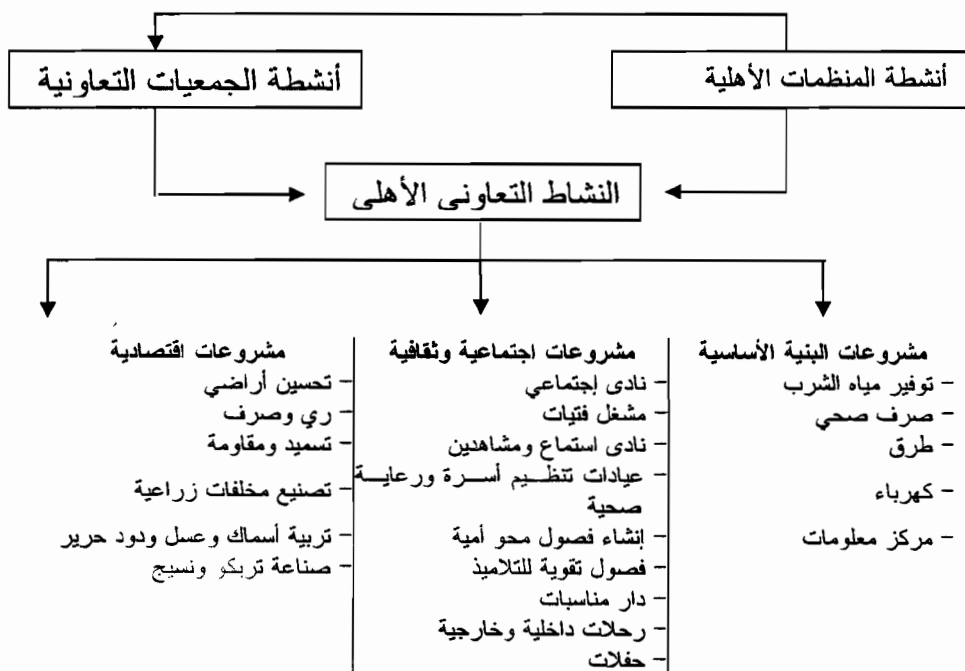 أنشطة المنظمات الأهلية
أنشطة الجمعيات التعاونية
النشاط التعاونى الأهلى
مشروعات البنية الأساسية
- توفير مياه الشرب
- صرف صحي
- طرق
- كهرباء
- مركز معلومات
مشروعات اجتماعية وثقافية
- نادى إجتماعي
- مشغل فتيات
- نادى استماع ومشاهدين
- عيادات تنظيم أسرة ورعاية
صحية
- إنشاء فصول محو أمية
- فصول تقوية للتلاميذ
- دار مناسبات
- رحلات داخلية وخارجية
- حفلات
مشروعات اقتصادية
- تحسين أراضي
- ري وصرف
- تسميد ومقاومة
- تصنيع مخلفات زراعية
- تربية أسماك وعسل ودود حرير
- صناعة تريكو ونسيج